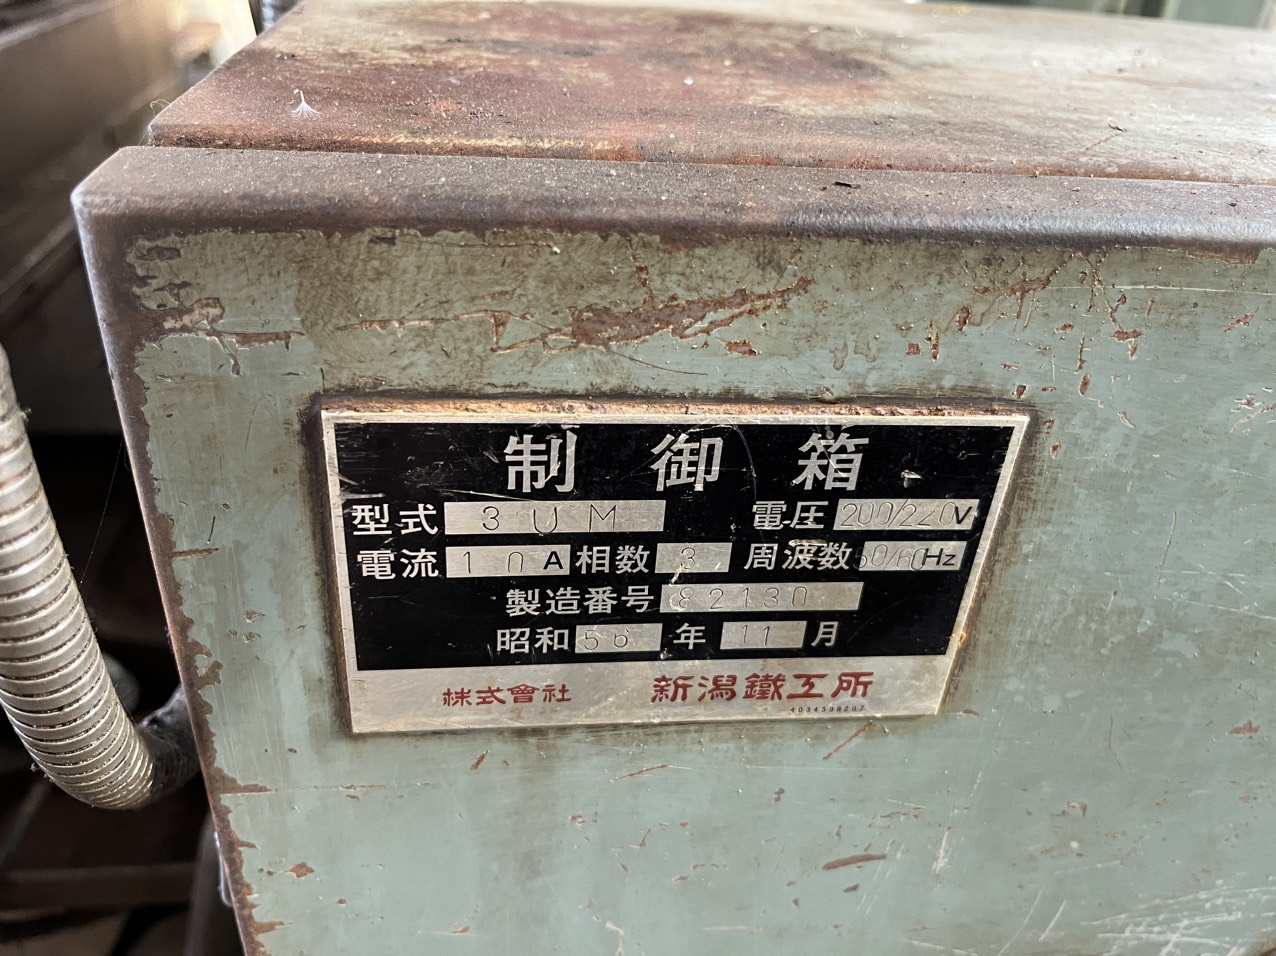 制御箱
型式 3UM 電圧 200/220V
電流 10A 相数 3 周波数 50/60Hz
製造番号 82130
昭和 56 年 11 月
株式會社 新潟鐵工所
4034598207